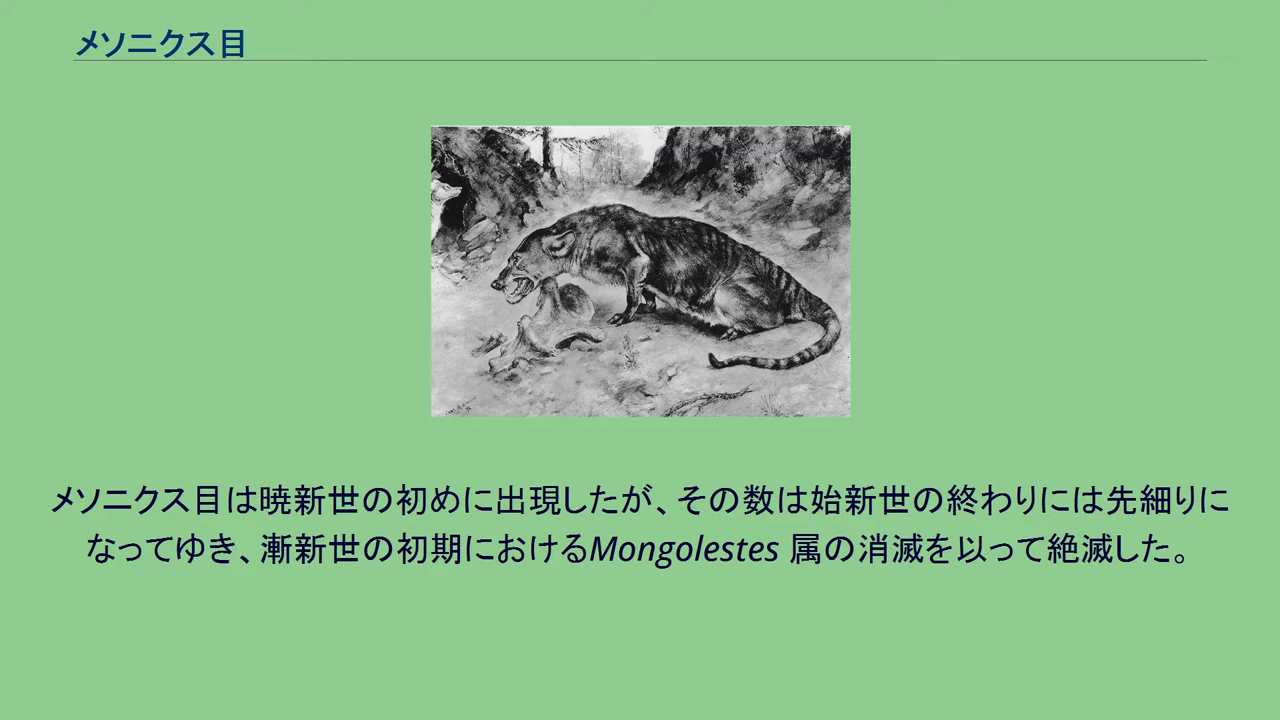 メソニクス目
メソニクス目は暁新世の初めに出現したが、その数は始新世の終わりには先細りに
なってゆき、漸新世の初期におけるMongolestes 属の消滅を以って絶滅した。